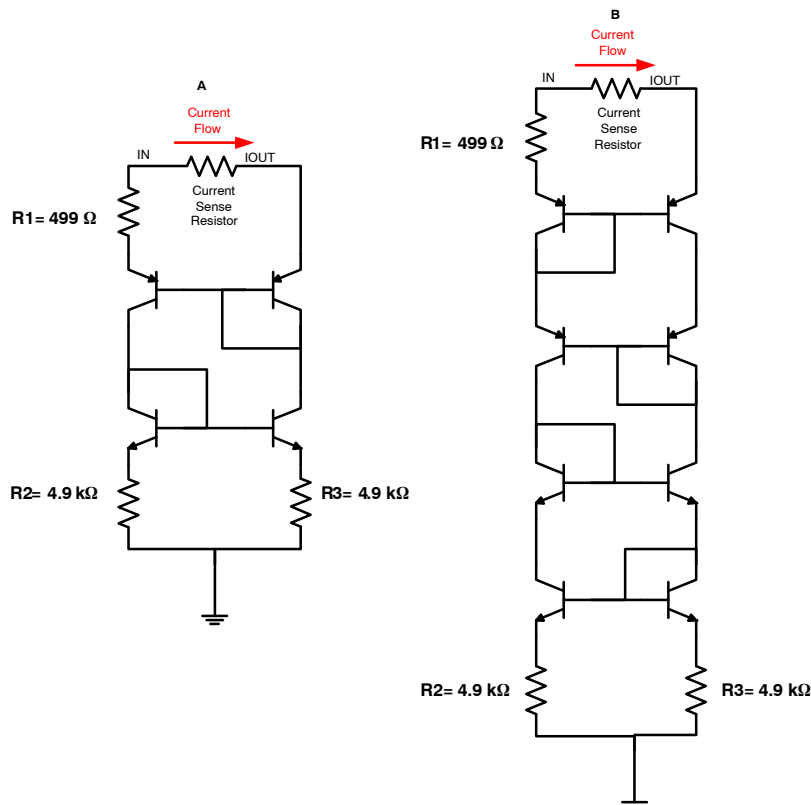 A
Current
Flow
IN
IOUT
Current
Sense
Resistor
R1= 499 Ω
R2= 4.9 kΩ
R3= 4.9 kΩ
B
Current
Flow
IN
IOUT
Current
Sense
Resistor
R1= 499 Ω
R2= 4.9 kΩ
R3= 4.9 kΩ